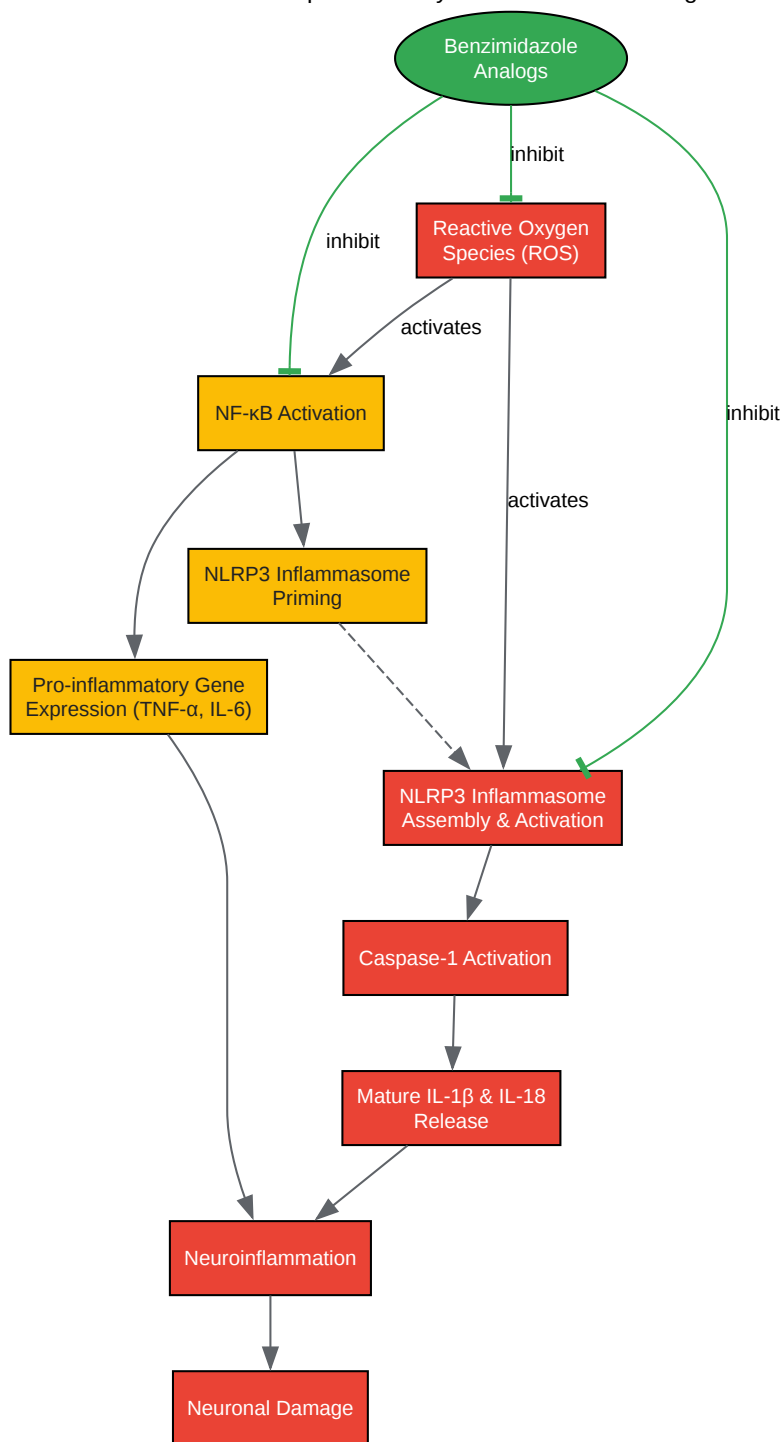 Benzimidazole
Analogs
inhibit
Reactive Oxygen
Species (ROS)
inhibit
activates
NF-κB Activation
inhibit
activates
NLRP3 Inflammasome
Priming
Pro-inflammatory Gene
Expression (TNF-α, IL-6)
NLRP3 Inflammasome
Assembly & Activation
Caspase-1 Activation
Mature IL-1β & IL-18
Release
Neuroinflammation
Neuronal Damage